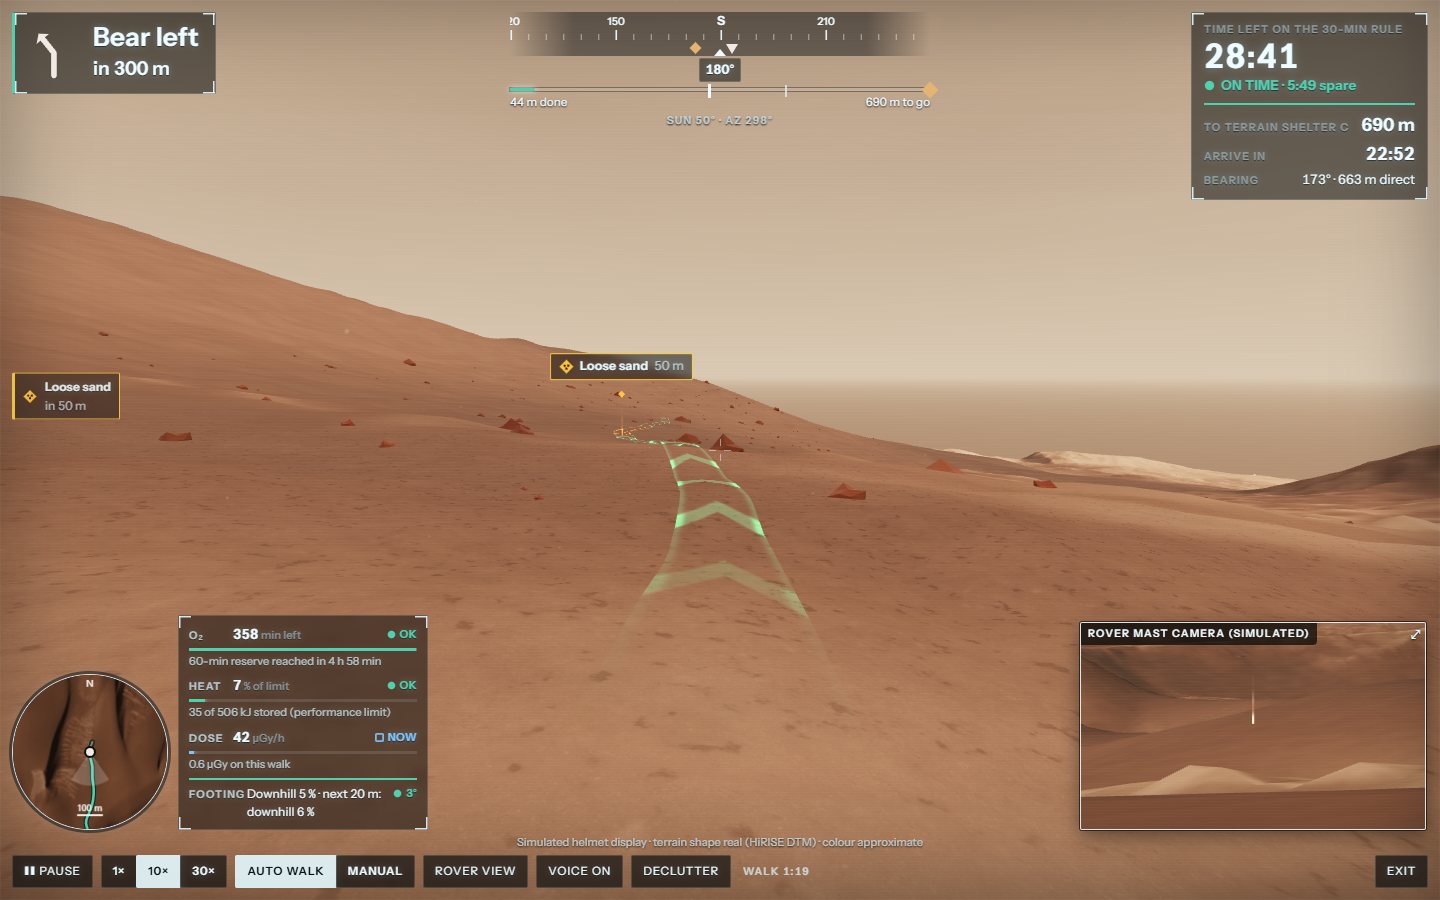 Bear left
in 300 m
20 150 S 210
180°
44 m done 690 m to go
SUN 50° · AZ 298°
TIME LEFT ON THE 30-MIN RULE
28:41
ON TIME · 5:49 spare
TO TERRAIN SHELTER C 690 m
ARRIVE IN 22:52
BEARING 173° · 663 m direct
Loose sand 50 m
Loose sand
in 50 m
O₂ 358 min left OK
60-min reserve reached in 4 h 58 min
HEAT 7 % of limit OK
35 of 506 kJ stored (performance limit)
DOSE 42 µGy/h NOW
0.6 µGy on this walk
FOOTING Downhill 5 % · next 20 m: 3°
downhill 6 %
N
100 m
ROVER MAST CAMERA (SIMULATED)
Simulated helmet display · terrain shape real (HiRISE DTM) · colour approximate
PAUSE 1× 10× 30× AUTO WALK MANUAL ROVER VIEW VOICE ON DECLUTTER WALK 1:19 EXIT